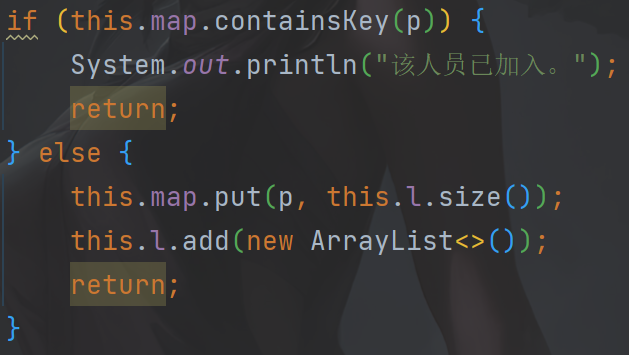 if (this.map.containsKey(p)) {
    System.out.println("该人员已加入。");
    return;
} else {
    this.map.put(p, this.l.size());
    this.l.add(new ArrayList<>());
    return;
}